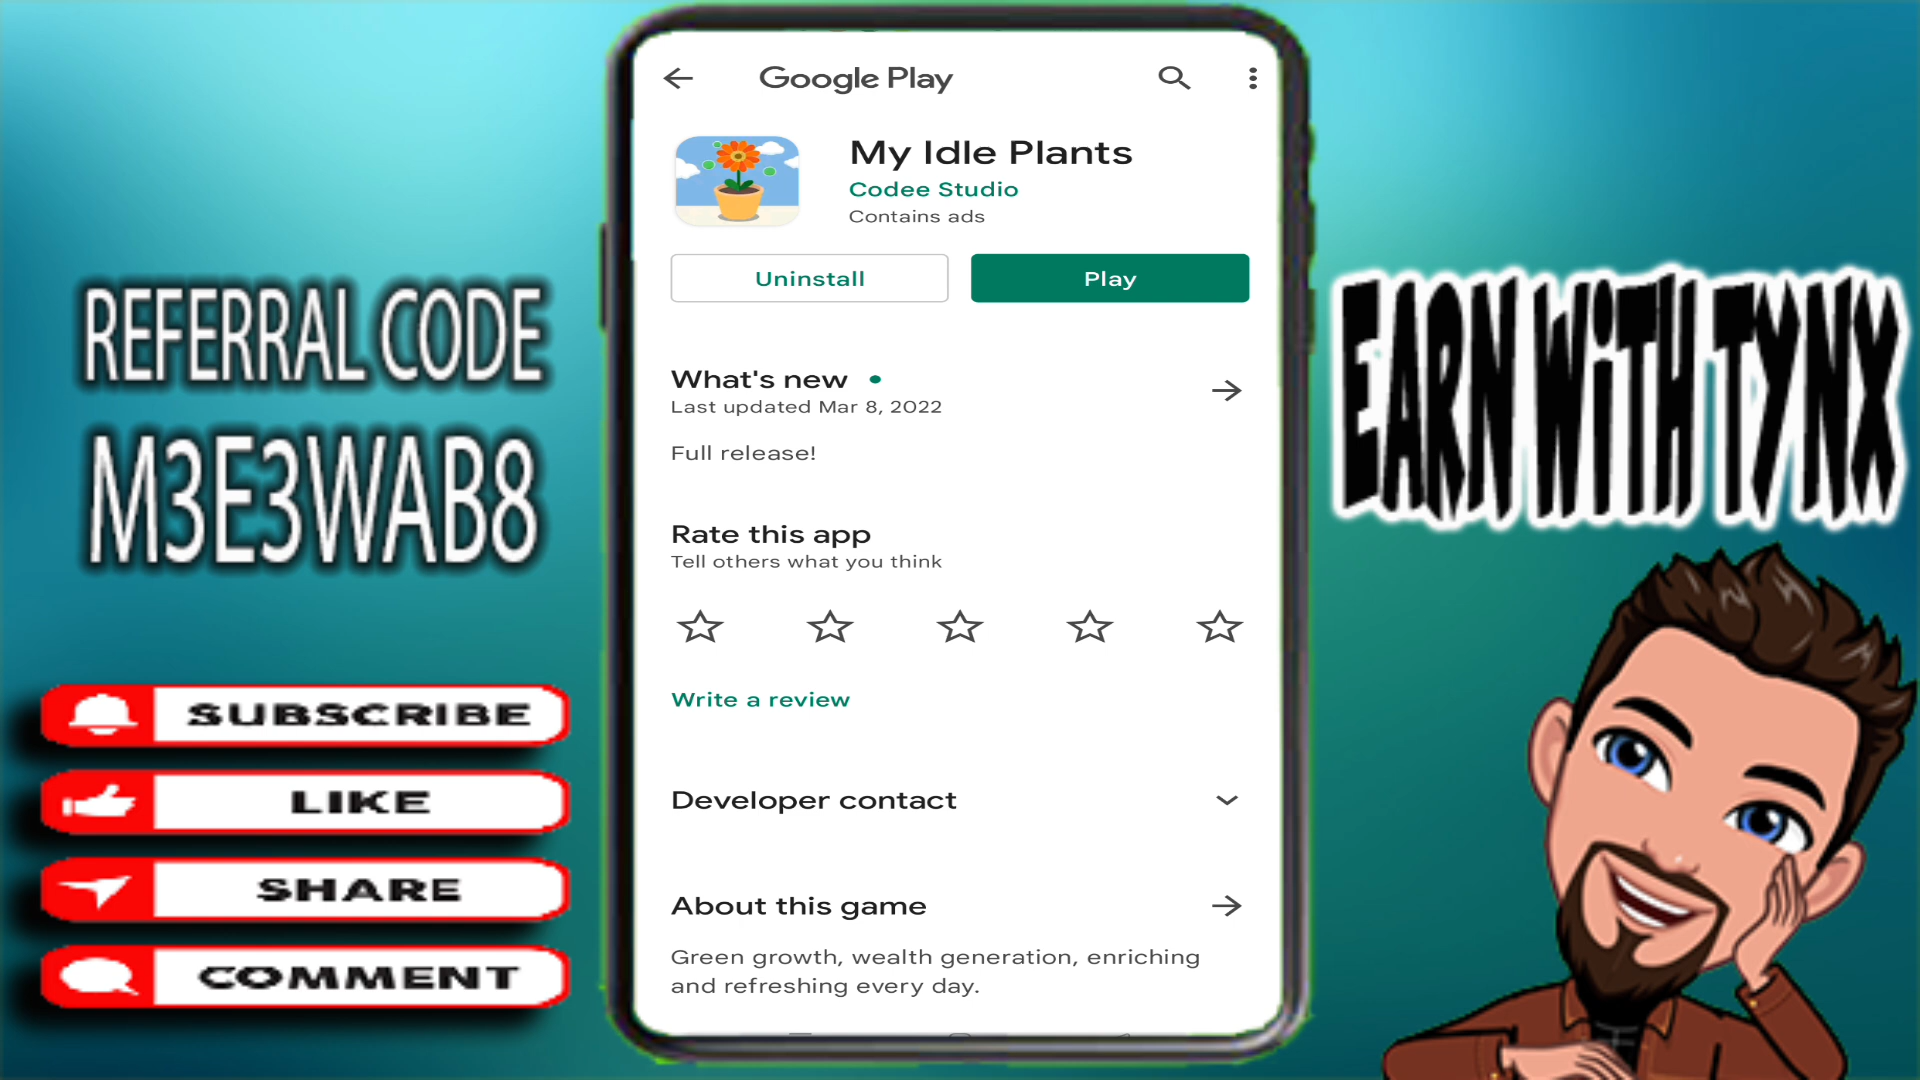 REFERRAL CODE
M3E3WAB8
SUBSCRIBE
LIKE
SHARE
COMMENT
Google Play
My Idle Plants
Codee Studio
Contains ads
Uninstall
Play
What's new
Last updated Mar 8, 2022
Full release!
Rate this app
Tell others what you think
Write a review
Developer contact
About this game
Green growth, wealth generation, enriching
and refreshing every day.
EARN WiTH TYNX